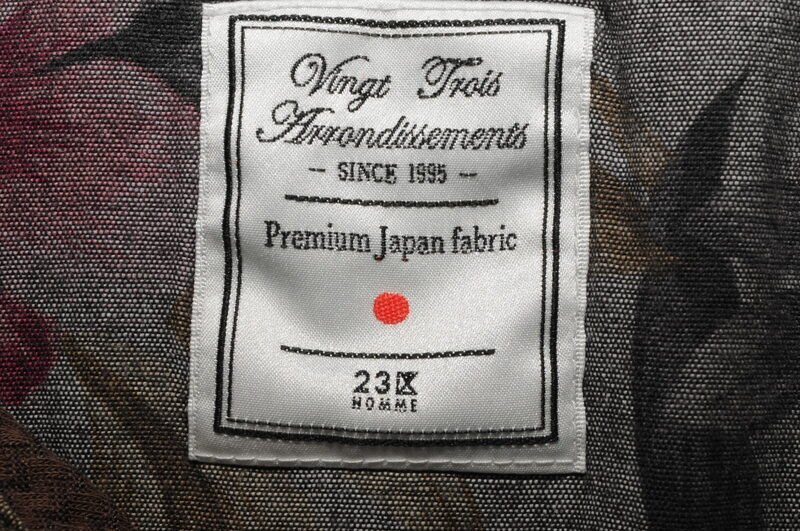 Vingt Trois
Arrondissements
- SINCE 1995 -
Premium Japan fabric
23区
HOMME